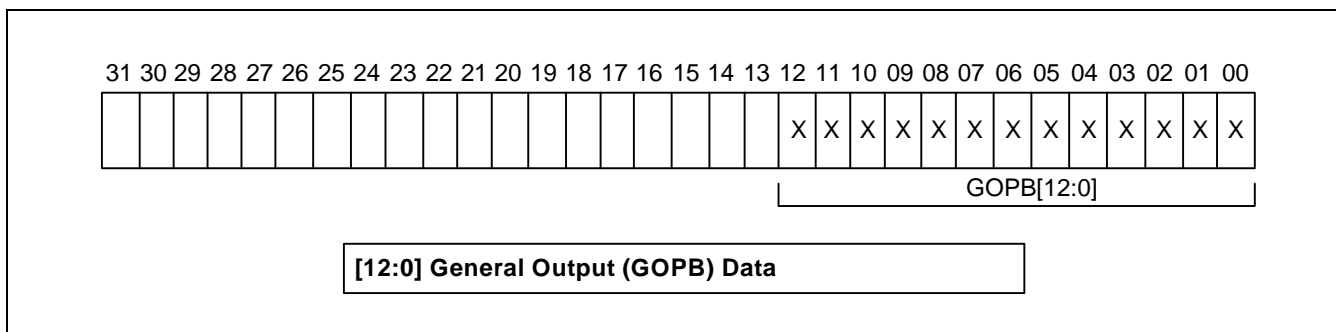 31 30 29 28 27 26 25 24 23 22 21 20 19 18 17 16 15 14 13 12 11 10 09 08 07 06 05 04 03 02 01 00
X X X X X X X X X X X X X
GOPB[12:0]
[12:0] General Output (GOPB) Data